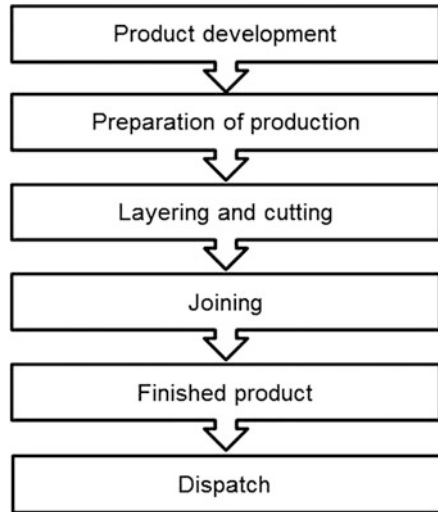 Product development
Preparation of production
Layering and cutting
Joining
Finished product
Dispatch